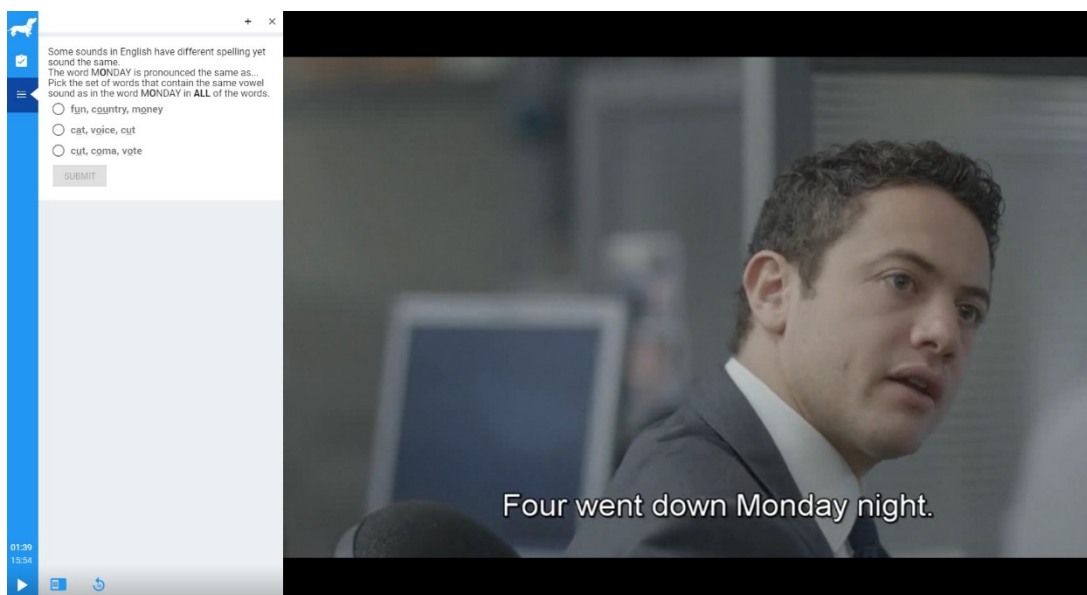 Some sounds in English have different spelling yet
sound the same.
The word MONDAY is pronounced the same as...
Pick the set of words that contain the same vowel
sound as in the word MONDAY in ALL of the words.
fun, country, money
cat, voice, cut
cut, coma, vote
SUBMIT
Four went down Monday night.
01:39
15:54